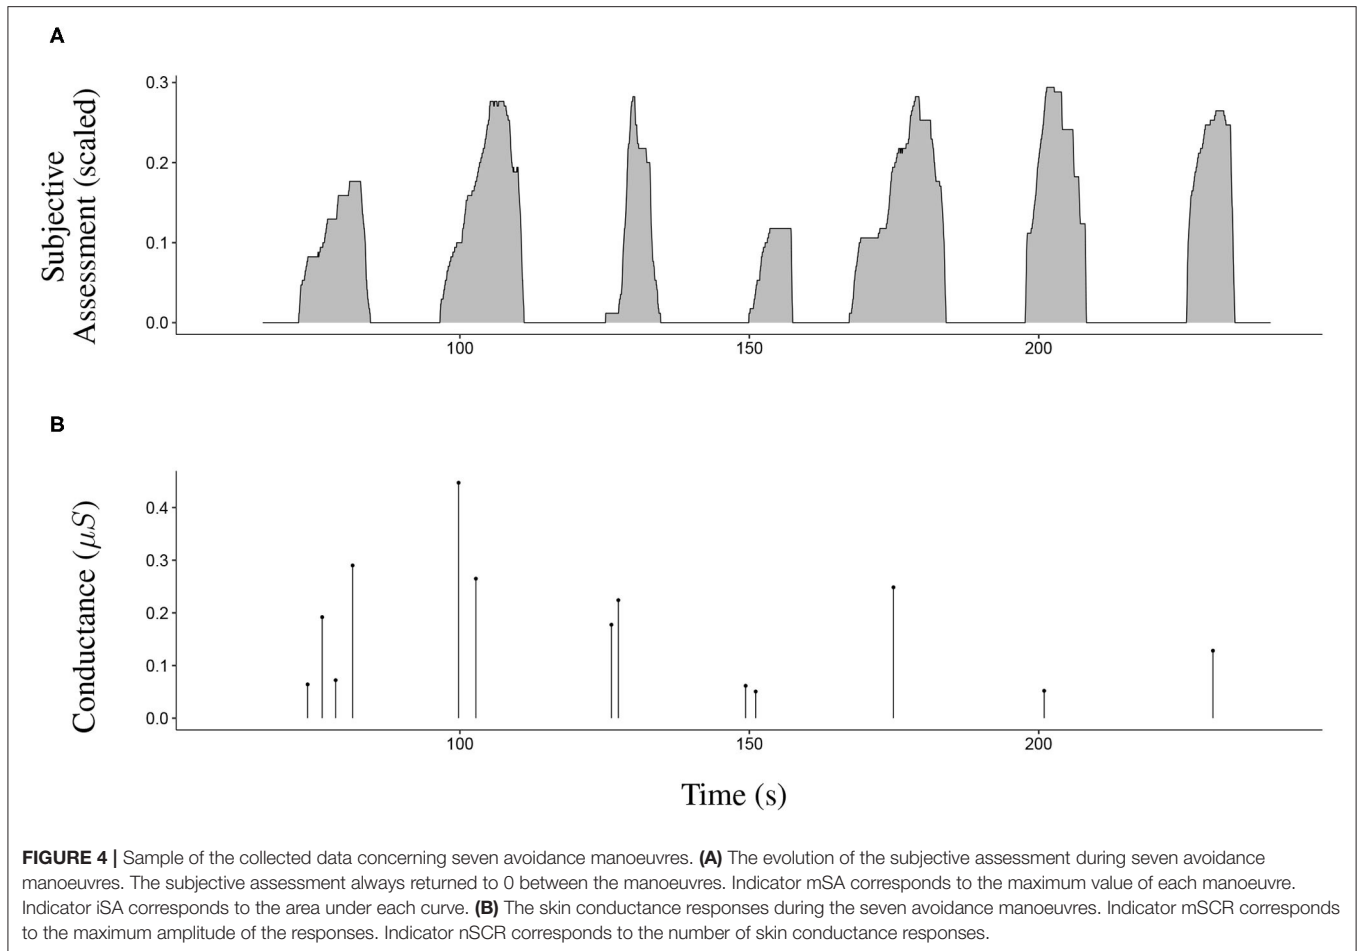 A
Subjective
Assessment (scaled)
0.3
0.2
0.1
0.0
100
150
200
B
Conductance (μS)
0.4
0.3
0.2
0.1
0.0
100
150
200
Time (s)
FIGURE 4 | Sample of the collected data concerning seven avoidance manoeuvres. (A) The evolution of the subjective assessment during seven avoidance
manoeuvres. The subjective assessment always returned to 0 between the manoeuvres. Indicator mSA corresponds to the maximum value of each manoeuvre.
Indicator iSA corresponds to the area under each curve. (B) The skin conductance responses during the seven avoidance manoeuvres. Indicator mSCR corresponds
to the maximum amplitude of the responses. Indicator nSCR corresponds to the number of skin conductance responses.